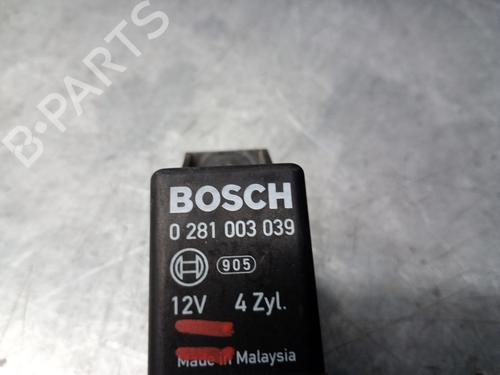 B-PARTS
BOSCH
0 281 003 039
905
12V 4 Zyl.
Made in Malaysia